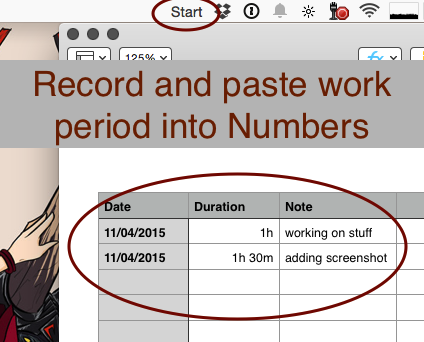 Start
125%
Record and paste work
period into Numbers
Date Duration Note
11/04/2015 1h working on stuff
11/04/2015 1h 30m adding screenshot